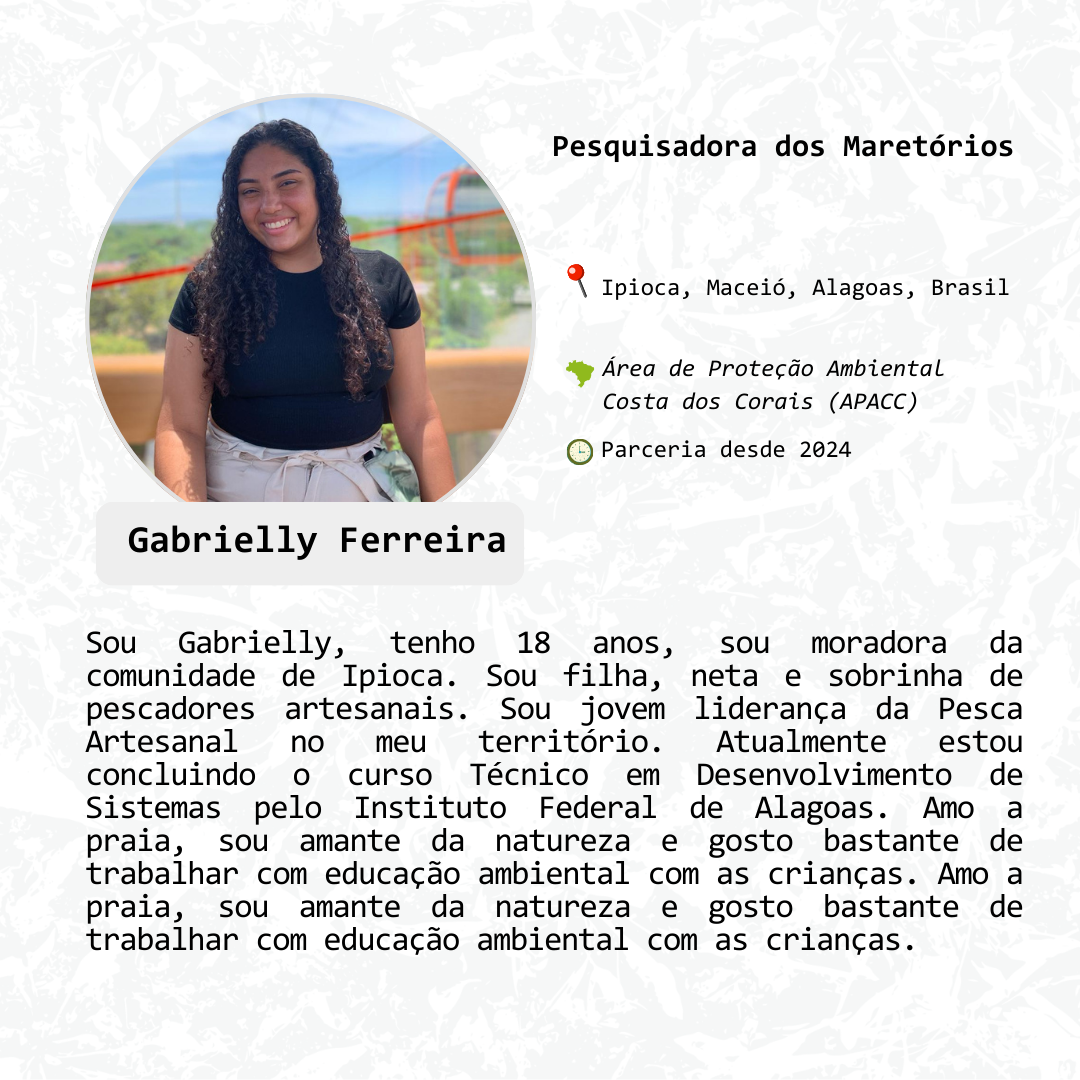 Pesquisadora dos Maretórios
Ipioca, Maceió, Alagoas, Brasil
Área de Proteção Ambiental
Costa dos Corais (APACC)
Parceria desde 2024
Gabrielly Ferreira
Sou Gabrielly, tenho 18 anos, sou moradora da
comunidade de Ipioca. Sou filha, neta e sobrinha de
pescadores artesanais. Sou jovem liderança da Pesca
Artesanal no meu território. Atualmente estou
concluindo o curso Técnico em Desenvolvimento de
Sistemas pelo Instituto Federal de Alagoas. Amo a
praia, sou amante da natureza e gosto bastante de
trabalhar com educação ambiental com as crianças. Amo a
praia, sou amante da natureza e gosto bastante de
trabalhar com educação ambiental com as crianças.